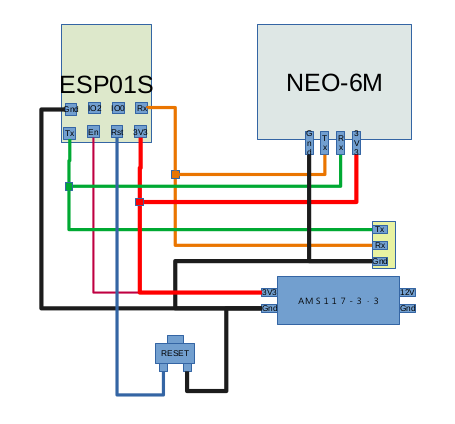 ESP01S
NEO-6M
Gnd IO2 IO0 Rx
Tx En Rst 3V3
Gnd Tx Rx 3V3
Tx
Rx
Gnd
3V3 12V
AMS117-3.3
Gnd Gnd
RESET